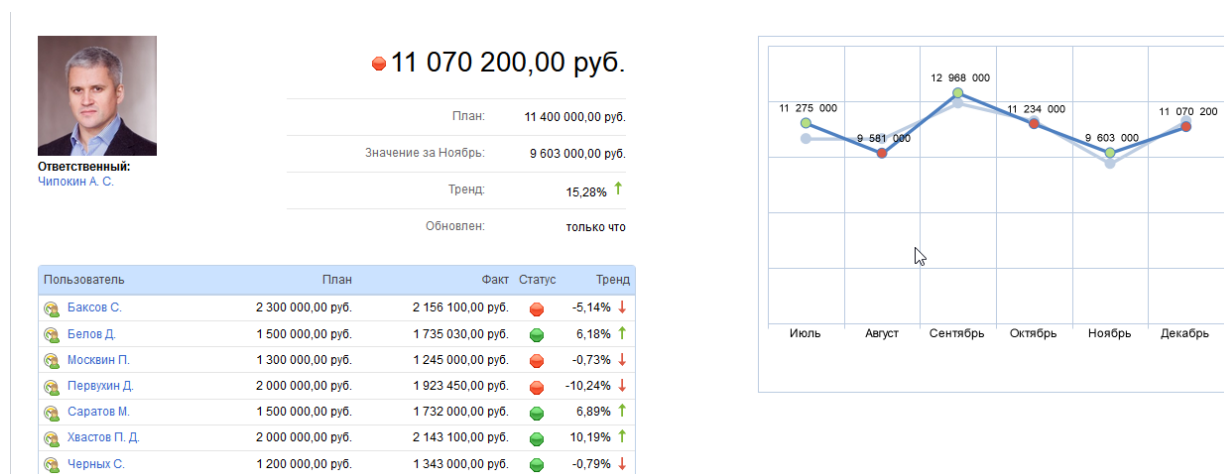 11 070 200,00 руб.
План: 11 400 000,00 руб.
Значение за Ноябрь: 9 603 000,00 руб.
Тренд: 15,28%
Обновлен: только что
Ответственный:
Чипокин А. С.
Пользователь План Факт Статус Тренд
Баксов С. 2 300 000,00 руб. 2 156 100,00 руб. -5,14%
Белов Д. 1 500 000,00 руб. 1 735 030,00 руб. 6,18%
Москвин П. 1 300 000,00 руб. 1 245 000,00 руб. -0,73%
Первухин Д. 2 000 000,00 руб. 1 923 450,00 руб. -10,24%
Саратов М. 1 500 000,00 руб. 1 732 000,00 руб. 6,89%
Хвастов П. Д. 2 000 000,00 руб. 2 143 100,00 руб. 10,19%
Черных С. 1 200 000,00 руб. 1 343 000,00 руб. -0,79%
11 275 000 9 581 000 12 968 000 11 234 000 9 603 000 11 070 200
Июль Август Сентябрь Октябрь Ноябрь Декабрь